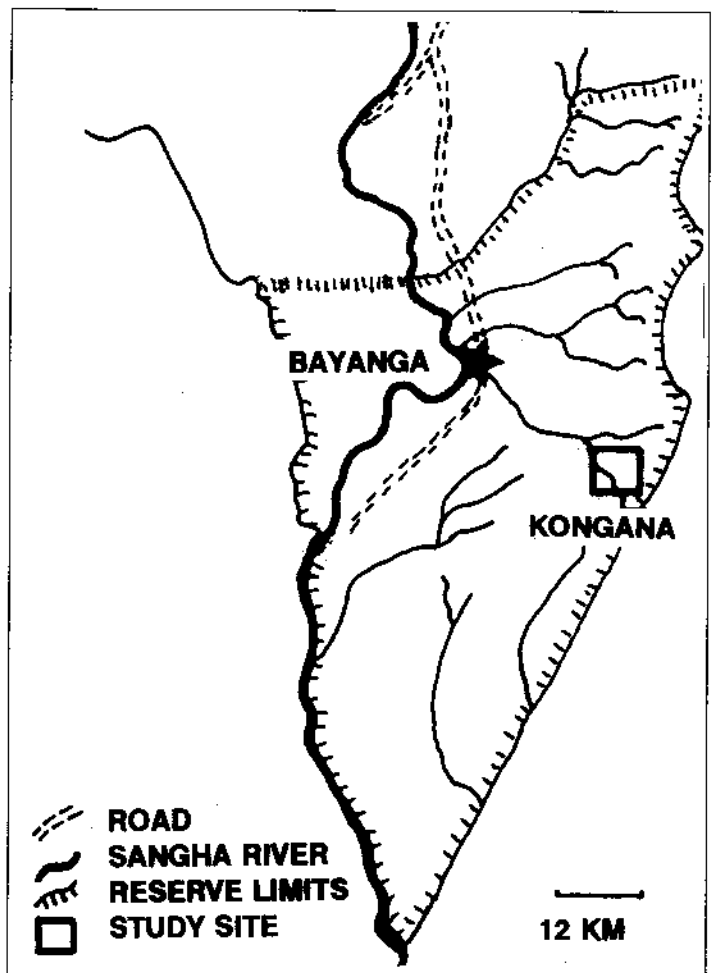 BAYANGA
KONGANA
ROAD
SANGHA RIVER
RESERVE LIMITS
STUDY SITE
12 KM